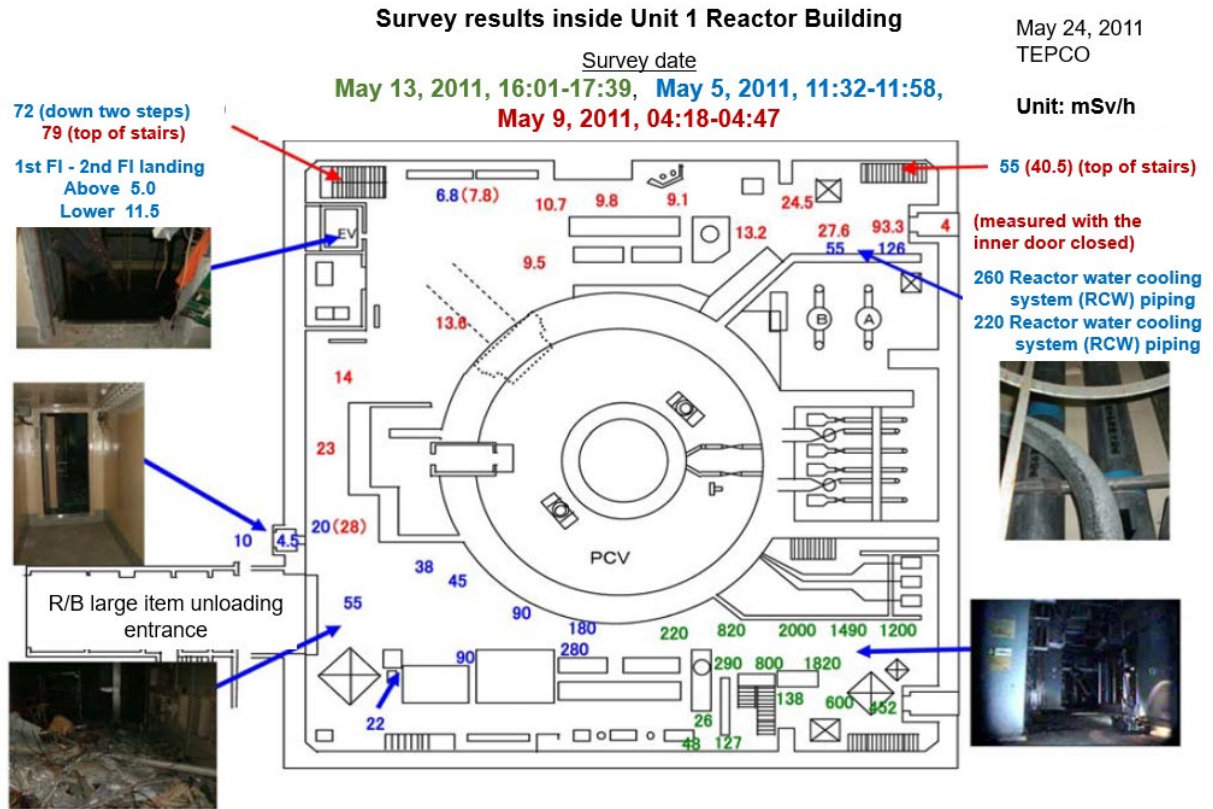 Survey results inside Unit 1 Reactor Building
May 24, 2011
TEPCO
Unit: mSv/h
Survey date
May 13, 2011, 16:01-17:39, May 5, 2011, 11:32-11:58,
May 9, 2011, 04:18-04:47
72 (down two steps)
79 (top of stairs)
1st Fl - 2nd Fl landing
Above 5.0
Lower 11.5
55 (40.5) (top of stairs)
(measured with the
inner door closed)
260 Reactor water cooling
system (RCW) piping
220 Reactor water cooling
system (RCW) piping
6.8(7.8)
10.7
9.8
9.1
24.5
EV
13.2
27.6
93.3
4
55
126
9.5
13.6
B
A
14
23
20(28)
10
4.5
PCV
38
45
R/B large item unloading
entrance
55
90
180
220
820
2000
1490
1200
280
90
290
800
1820
138
600
452
22
26
48
127